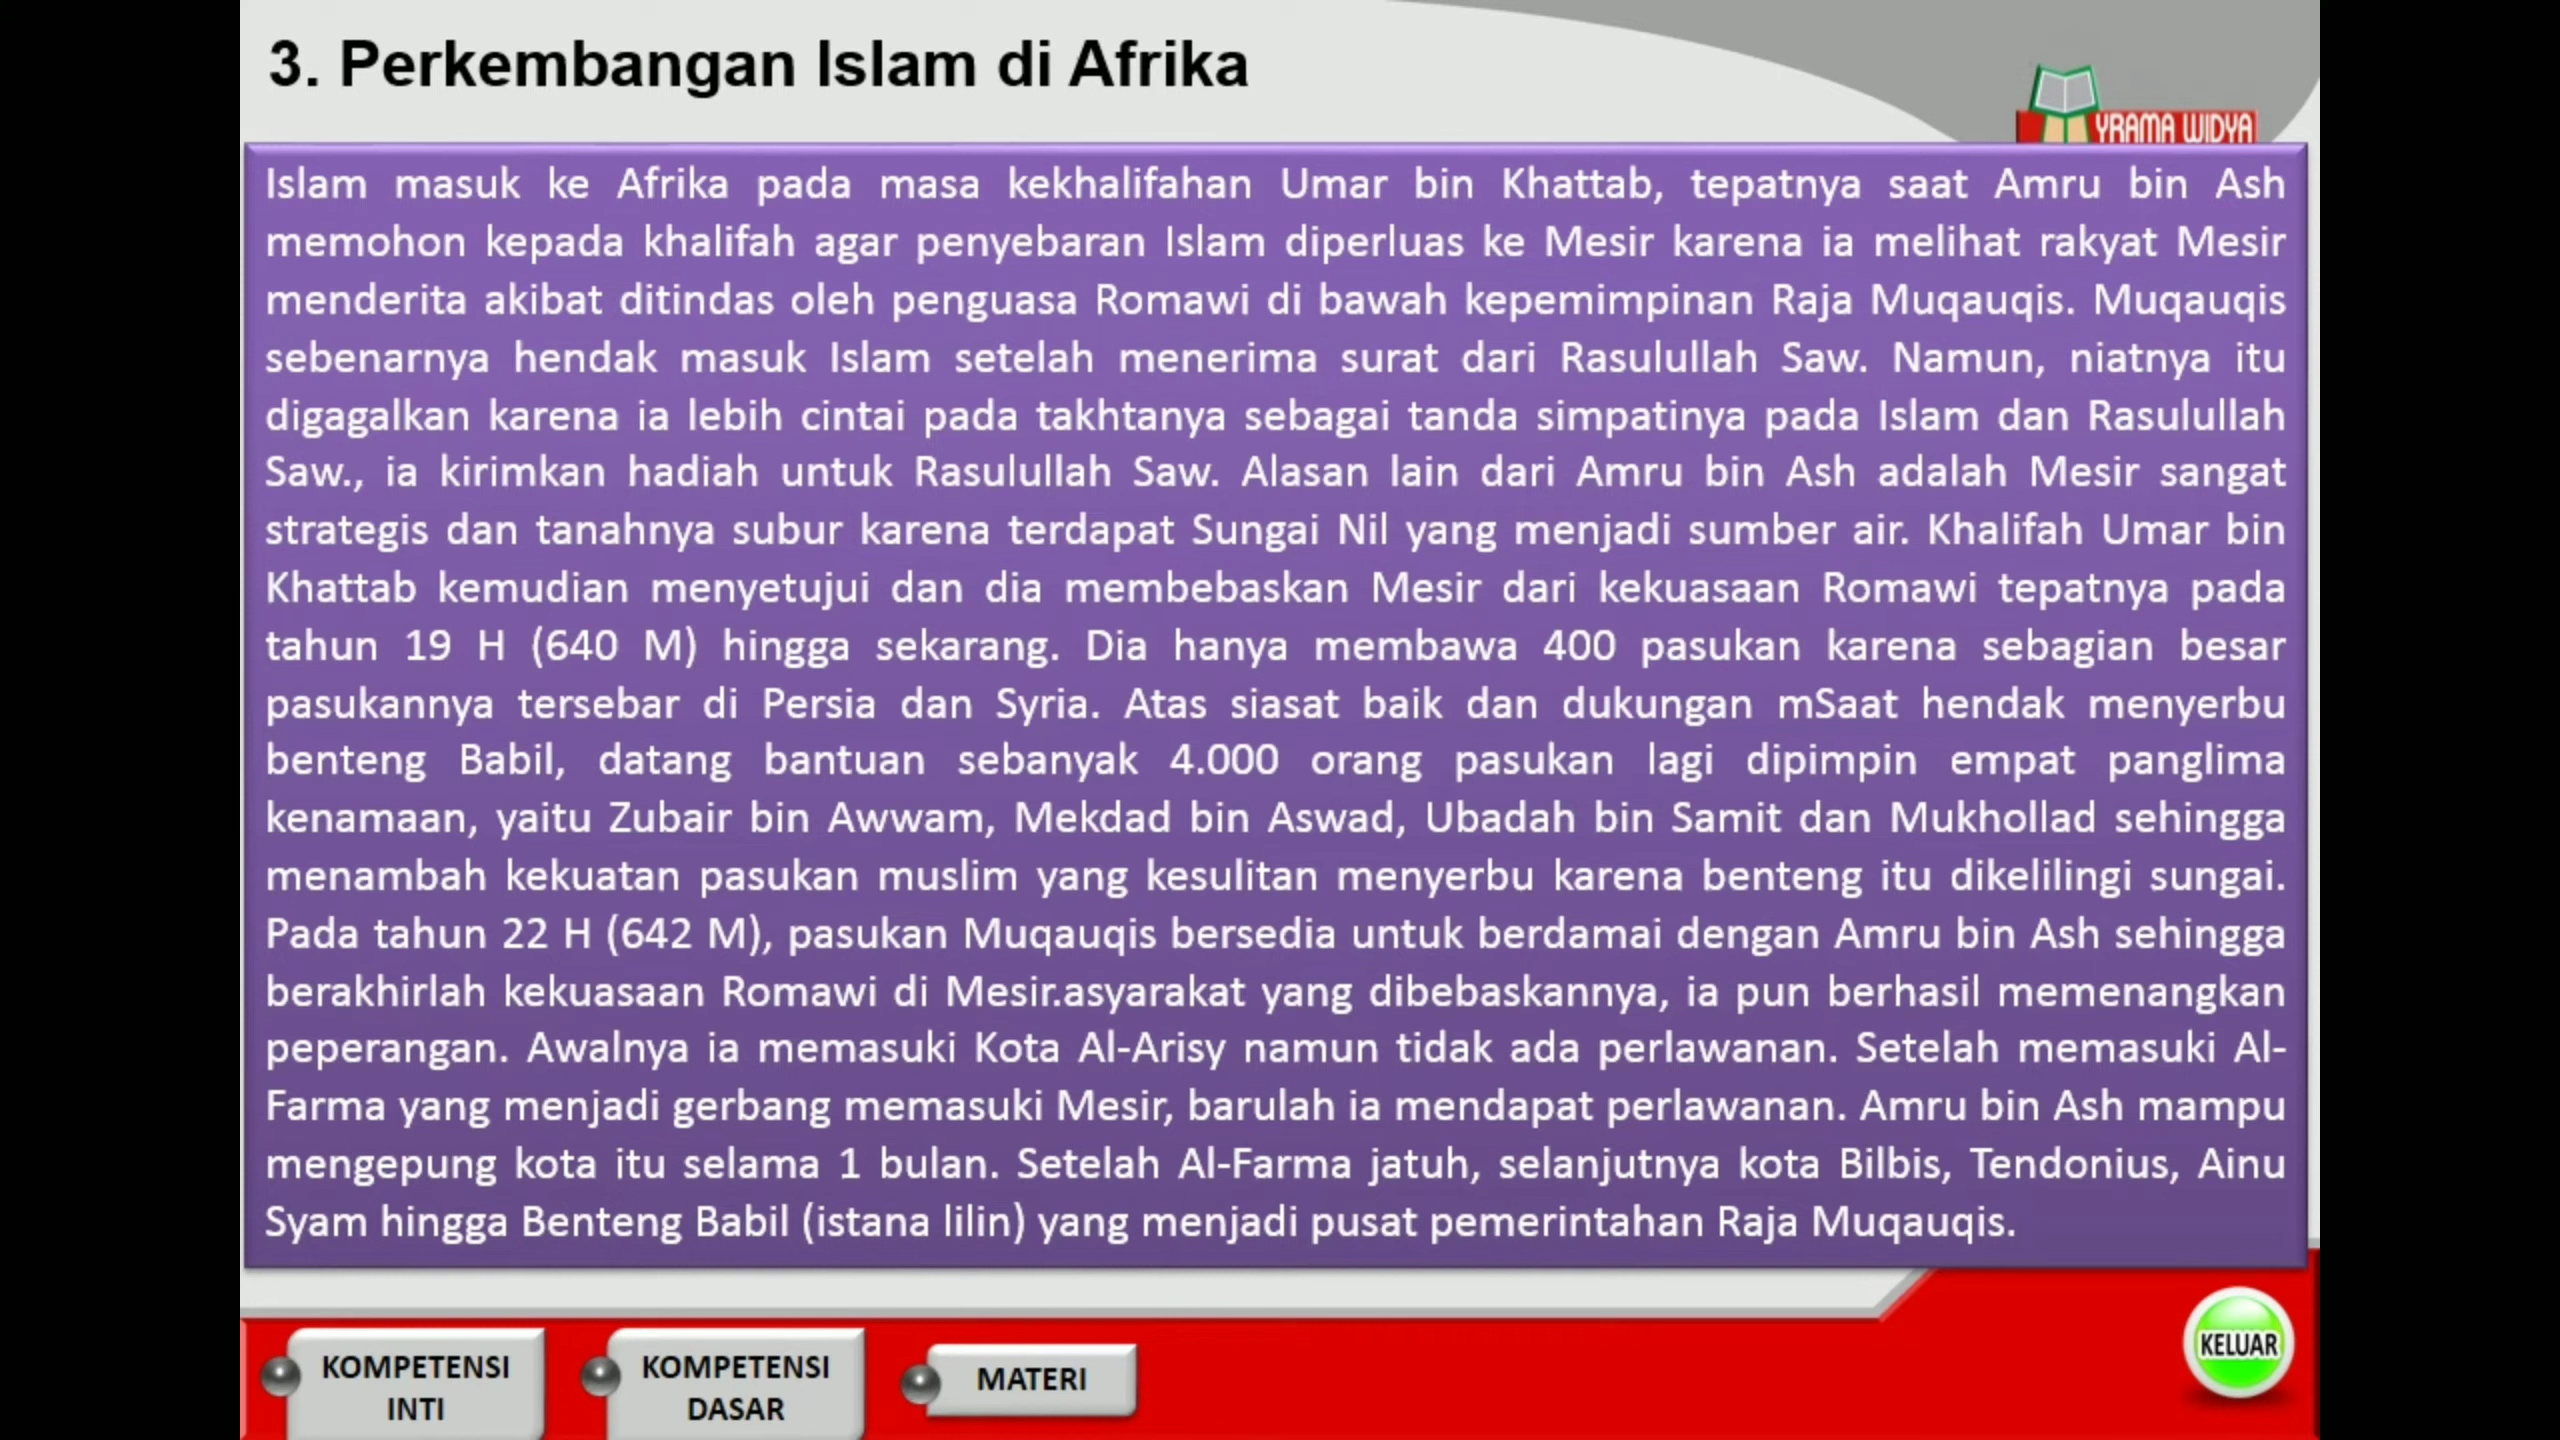 3. Perkembangan Islam di Afrika
YRAMA WIDYA
Islam masuk ke Afrika pada masa kekhalifahan Umar bin Khattab, tepatnya saat Amru bin Ash
memohon kepada khalifah agar penyebaran Islam diperluas ke Mesir karena ia melihat rakyat Mesir
menderita akibat ditindas oleh penguasa Romawi di bawah kepemimpinan Raja Muqauqis. Muqauqis
sebenarnya hendak masuk Islam setelah menerima surat dari Rasulullah Saw. Namun, niatnya itu
digagalkan karena ia lebih cintai pada takhtanya sebagai tanda simpatinya pada Islam dan Rasulullah
Saw., ia kirimkan hadiah untuk Rasulullah Saw. Alasan lain dari Amru bin Ash adalah Mesir sangat
strategis dan tanahnya subur karena terdapat Sungai Nil yang menjadi sumber air. Khalifah Umar bin
Khattab kemudian menyetujui dan dia membebaskan Mesir dari kekuasaan Romawi tepatnya pada
tahun 19 H (640 M) hingga sekarang. Dia hanya membawa 400 pasukan karena sebagian besar
pasukannya tersebar di Persia dan Syria. Atas siasat baik dan dukungan mSaat hendak menyerbu
benteng Babil, datang bantuan sebanyak 4.000 orang pasukan lagi dipimpin empat panglima
kenamaan, yaitu Zubair bin Awwam, Mekdad bin Aswad, Ubadah bin Samit dan Mukhollad sehingga
menambah kekuatan pasukan muslim yang kesulitan menyerbu karena benteng itu dikelilingi sungai.
Pada tahun 22 H (642 M), pasukan Muqauqis bersedia untuk berdamai dengan Amru bin Ash sehingga
berakhirlah kekuasaan Romawi di Mesir.asyarakat yang dibebaskannya, ia pun berhasil memenangkan
peperangan. Awalnya ia memasuki Kota Al-Arisy namun tidak ada perlawanan. Setelah memasuki Al-
Farma yang menjadi gerbang memasuki Mesir, barulah ia mendapat perlawanan. Amru bin Ash mampu
mengepung kota itu selama 1 bulan. Setelah Al-Farma jatuh, selanjutnya kota Bilbis, Tendonius, Ainu
Syam hingga Benteng Babil (istana lilin) yang menjadi pusat pemerintahan Raja Muqauqis.
KOMPETENSI
INTI
KOMPETENSI
DASAR
MATERI
KELUAR